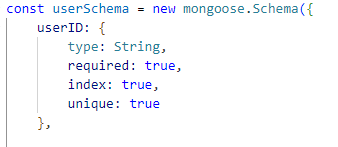 const userSchema = new mongoose.Schema({
    userID: {
        type: String,
        required: true,
        index: true,
        unique: true
    },